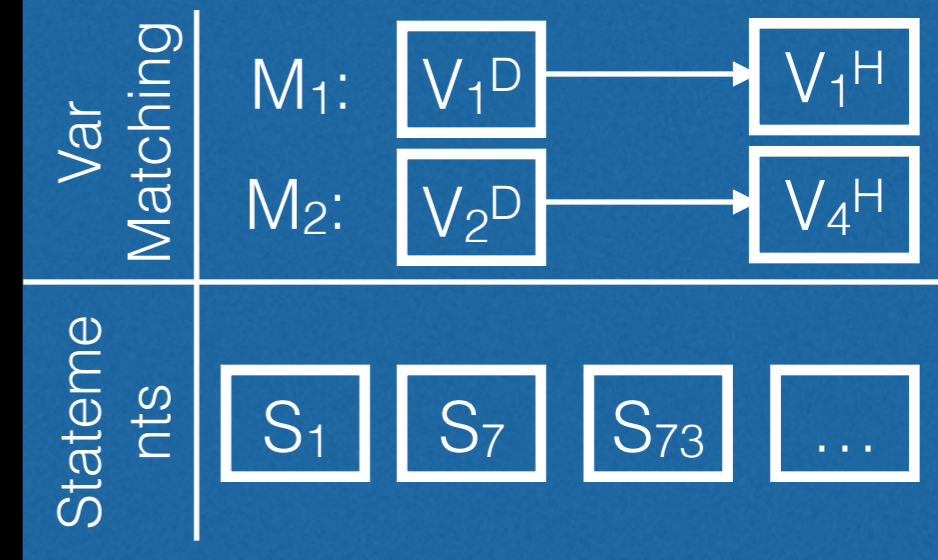 Var
Matching
M₁: V₁ᴰ V₁ᴴ
M₂: V₂ᴰ V₄ᴴ
Stateme
nts
S₁ S₇ S₇₃ ...